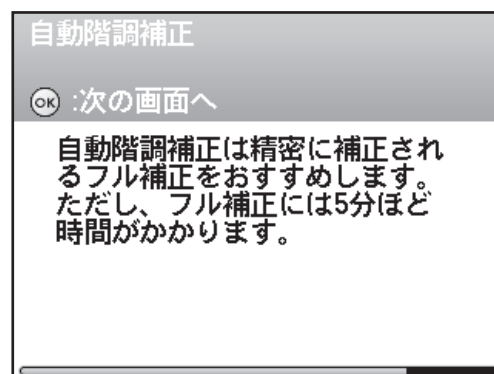 自動階調補正
OK :次の画面へ
自動階調補正は精密に補正され
るフル補正をおすすめします。
ただし、フル補正には5分ほど
時間がかかります。